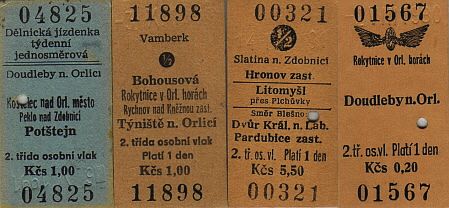 04825
Dělnická jízdenka
týdenní
jednosměrová
Doudleby n. Orlicí
Kostelec nad Orl. město
Peklo nad Zdobnicí
Potštejn
2. třída osobní vlak
Kčs 1,00
04825
11898
Vamberk
1/2
Bohousová
Rokytnice v Orl. horách
Rychnov nad Kněžnou zast.
Týniště n. Orlicí
2. třída osobní vlak
Platí 1 den
Kčs 1,00
11898
00321
1/2
Slatina n. Zdobnicí
Hronov zast.
Litomyšl
přes Plchůvky
Směr Blešno:
Dvůr Král. n. Lab.
Pardubice zast.
2. tř. os. vl. Platí 1 den
Kčs 5,50
00321
01567
Rokytnice v Orl. horách
Doudleby n. Orl.
2. tř. os. vl. Platí 1 den
Kčs 0,20
01567